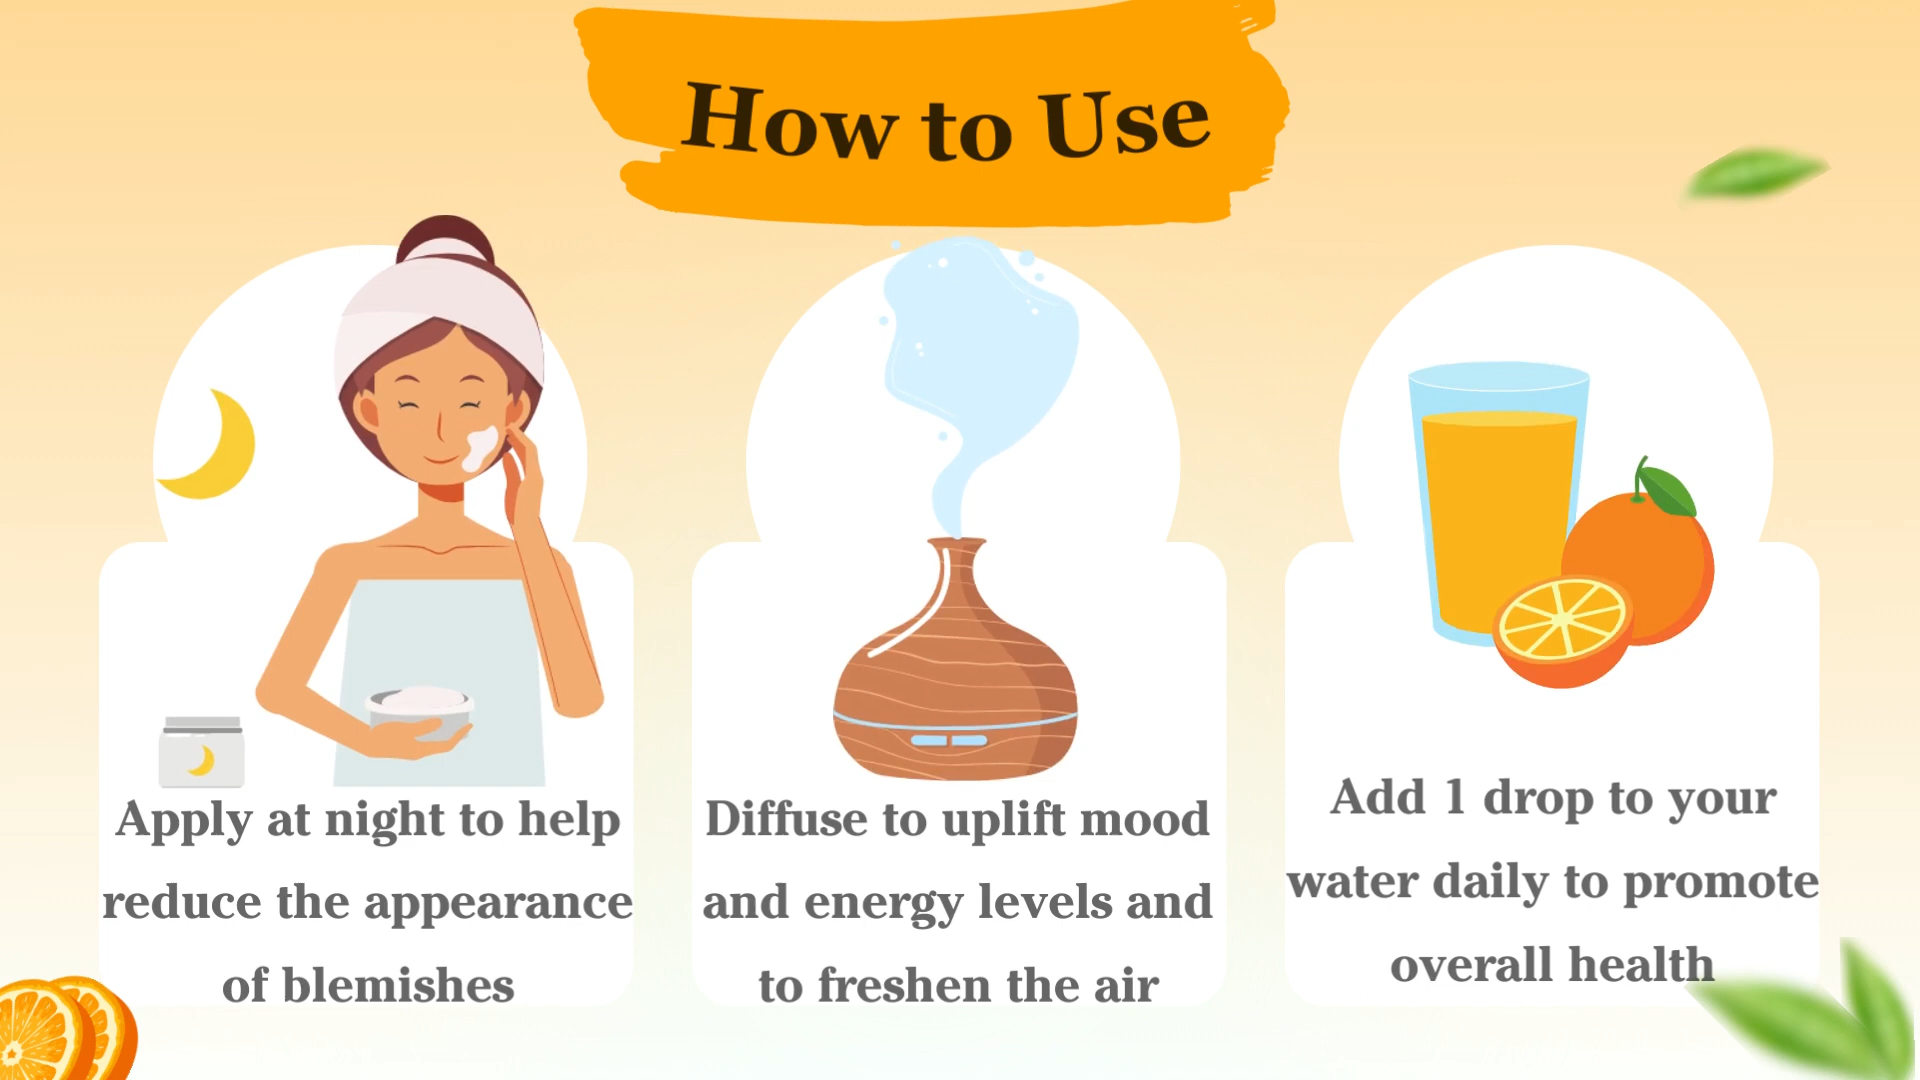 How to Use
Apply at night to help
reduce the appearance
of blemishes
Diffuse to uplift mood
and energy levels and
to freshen the air
Add 1 drop to your
water daily to promote
overall health